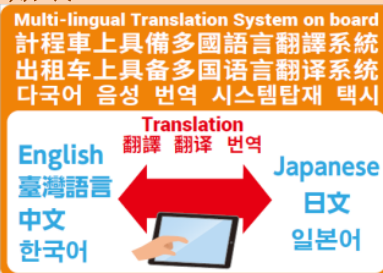 Multi-lingual Translation System on board
計程車上具備多國語言翻譯系統
出租车上具备多国语言翻译系统
다국어 음성 번역 시스템탑재 택시
Translation
翻譯 翻译 번역
English
臺灣語言
中文
한국어
Japanese
日文
일본어